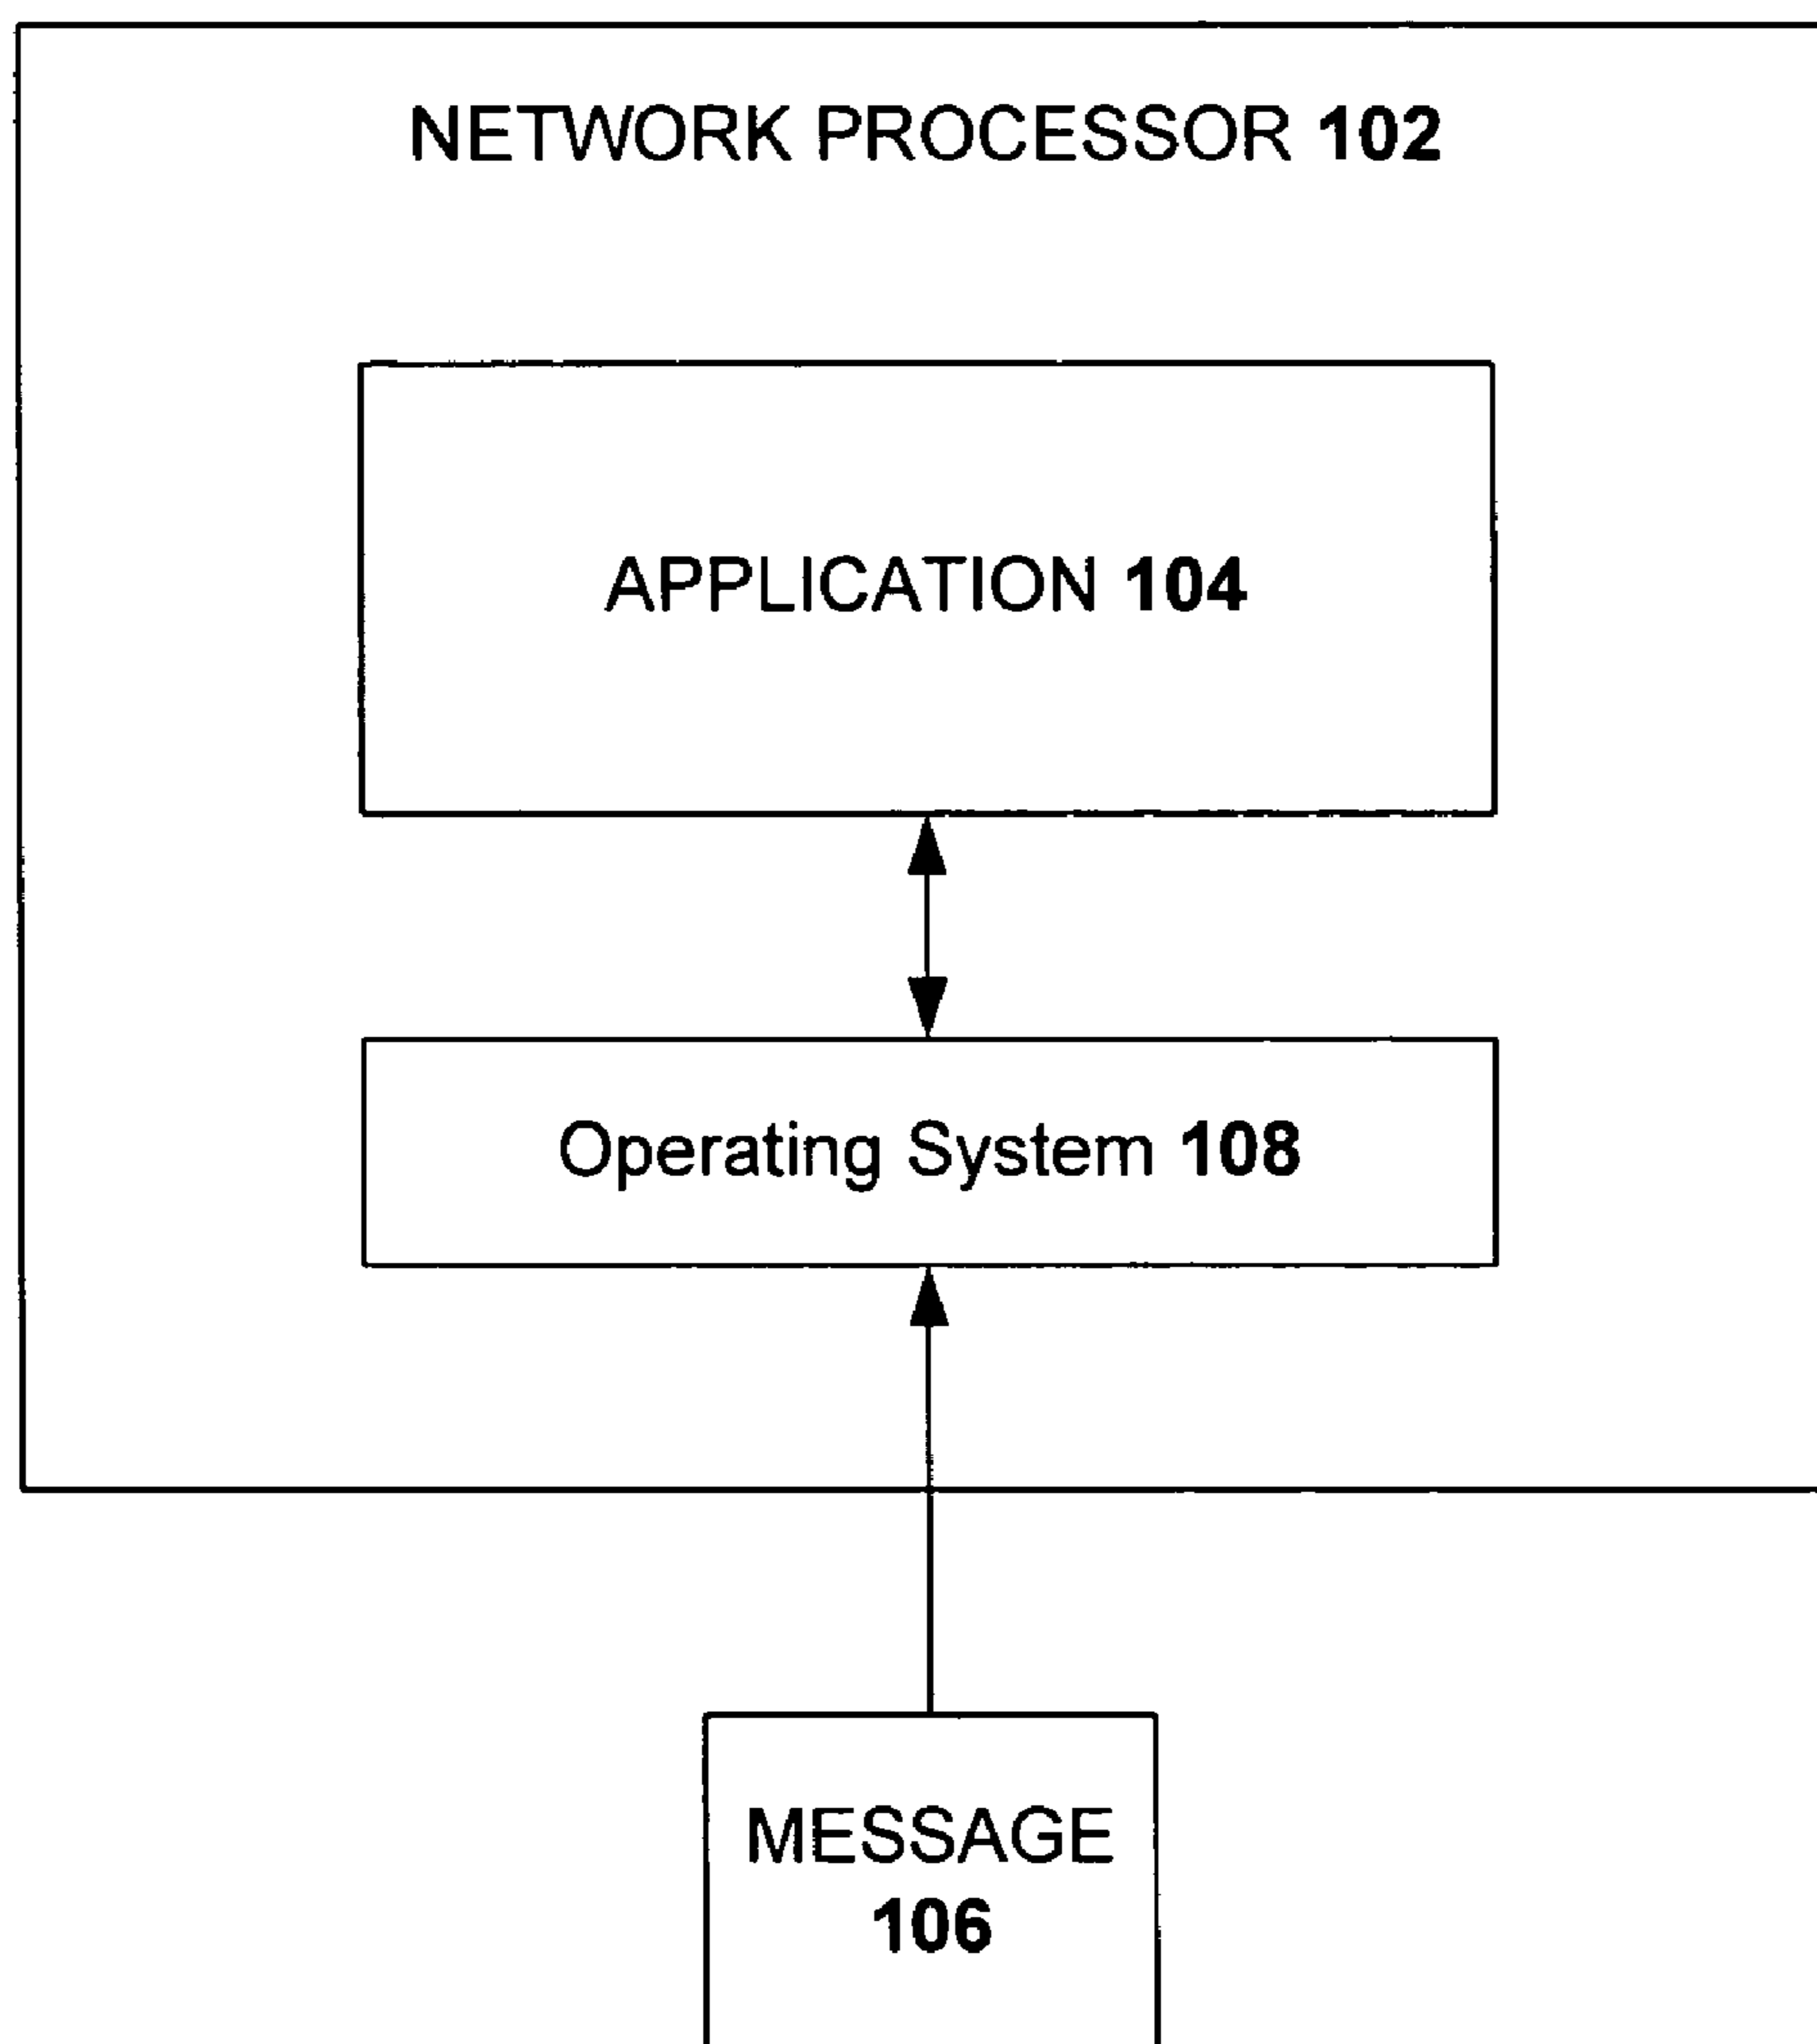 NETWORK PROCESSOR 102
APPLICATION 104
Operating System 108
MESSAGE
106